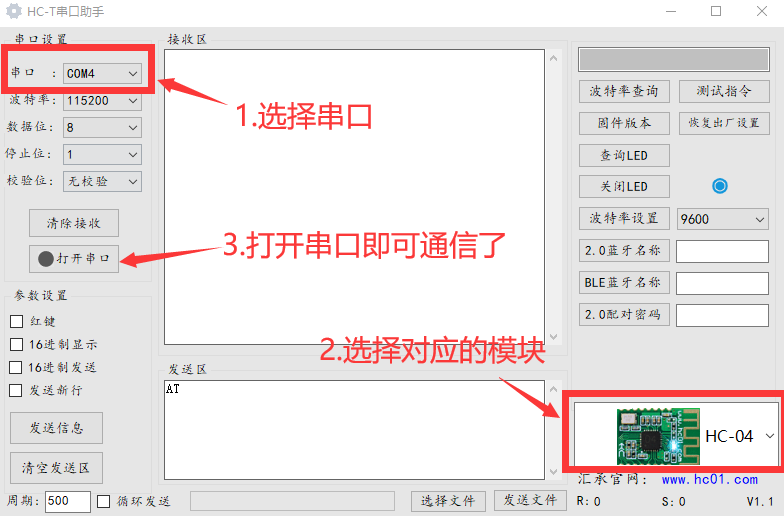 HC-T串口助手
串口设置
串口 : COM4
波特率: 115200
数据位: 8
停止位: 1
校验位: 无校验
清除接收
打开串口
参数设置
红键
16进制显示
16进制发送
发送新行
发送信息
清空发送区
周期: 500
循环发送
接收区
1.选择串口
3.打开串口即可通信了
2.选择对应的模块
发送区
AT
选择文件
发送文件
波特率查询
测试指令
固件版本
恢复出厂设置
查询LED
关闭LED
波特率设置
9600
2.0蓝牙名称
BLE蓝牙名称
2.0配对密码
HC-04
汇承官网: www.hc01.com
R:0
S:0
V1.1